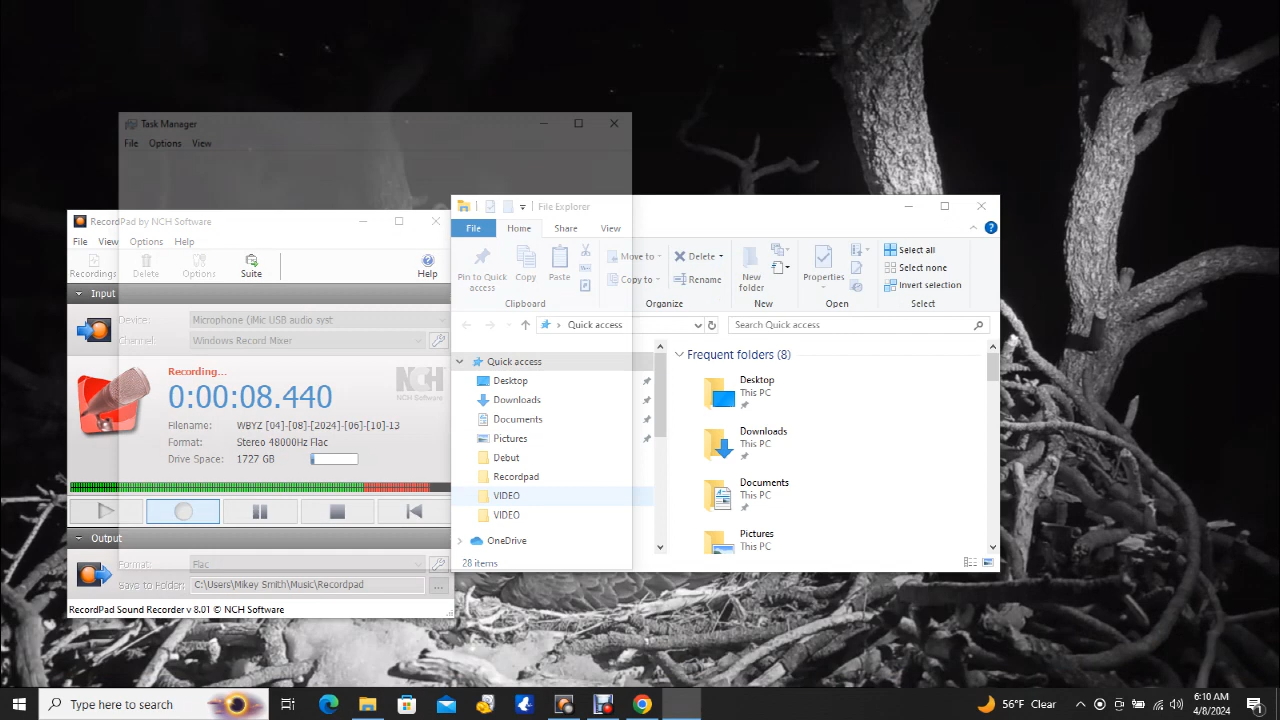 Task Manager
File Options View
RecordPad by NCH Software
File View Options Help
Recordings Delete Options Suite Help
Input
Device: Microphone (iMic USB audio syst
Channel: Windows Record Mixer
Recording...
0:00:08.440
NCH
NCH Software
Filename: WBYZ [04]-[08]-[2024]-[06]-[10]-13
Format: Stereo 48000Hz Flac
Drive Space: 1727 GB
Output
Format: Flac
Save to Folder: C:\Users\Mikey Smith\Music\Recordpad ...
RecordPad Sound Recorder v 8.01 © NCH Software
File Explorer
File Home Share View
Pin to Quick access
Copy
Paste
Move to
Copy to
Delete
Rename
New folder
Properties
Select all
Select none
Invert selection
Clipboard Organize New Open Select
Quick access
Search Quick access
Quick access
Desktop
Downloads
Documents
Pictures
Debut
Recordpad
VIDEO
VIDEO
OneDrive
28 items
Frequent folders (8)
Desktop
This PC
Downloads
This PC
Documents
This PC
Pictures
This PC
Type here to search
56°F Clear
6:10 AM
4/8/2024
1